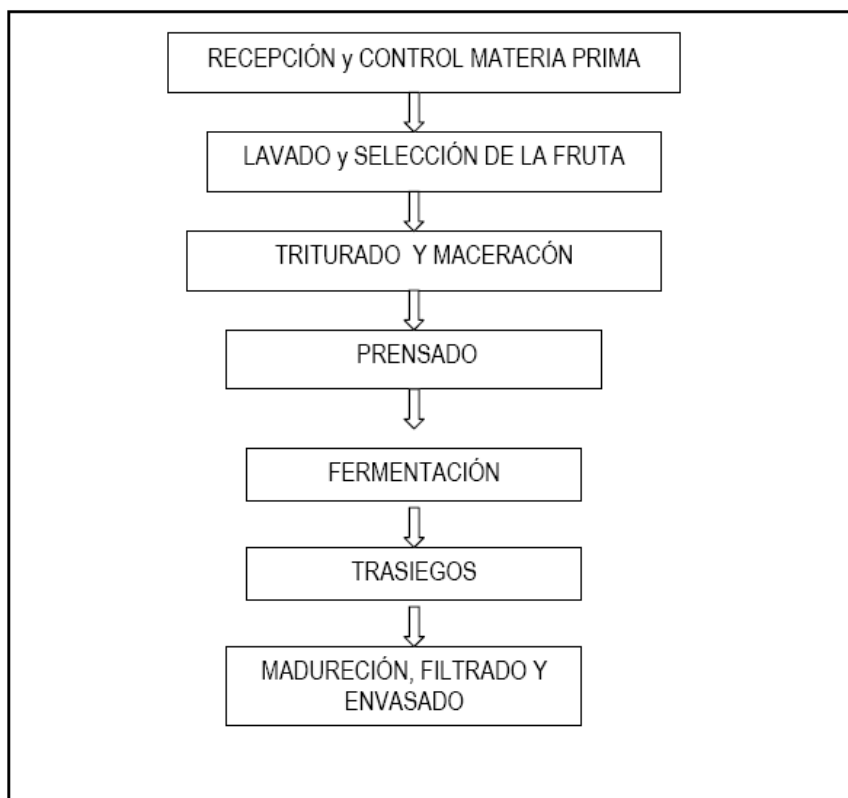 RECEPCIÓN y CONTROL MATERIA PRIMA
LAVADO y SELECCIÓN DE LA FRUTA
TRITURADO Y MACERACÓN
PRENSADO
FERMENTACIÓN
TRASIEGOS
MADURECIÓN, FILTRADO Y
ENVASADO